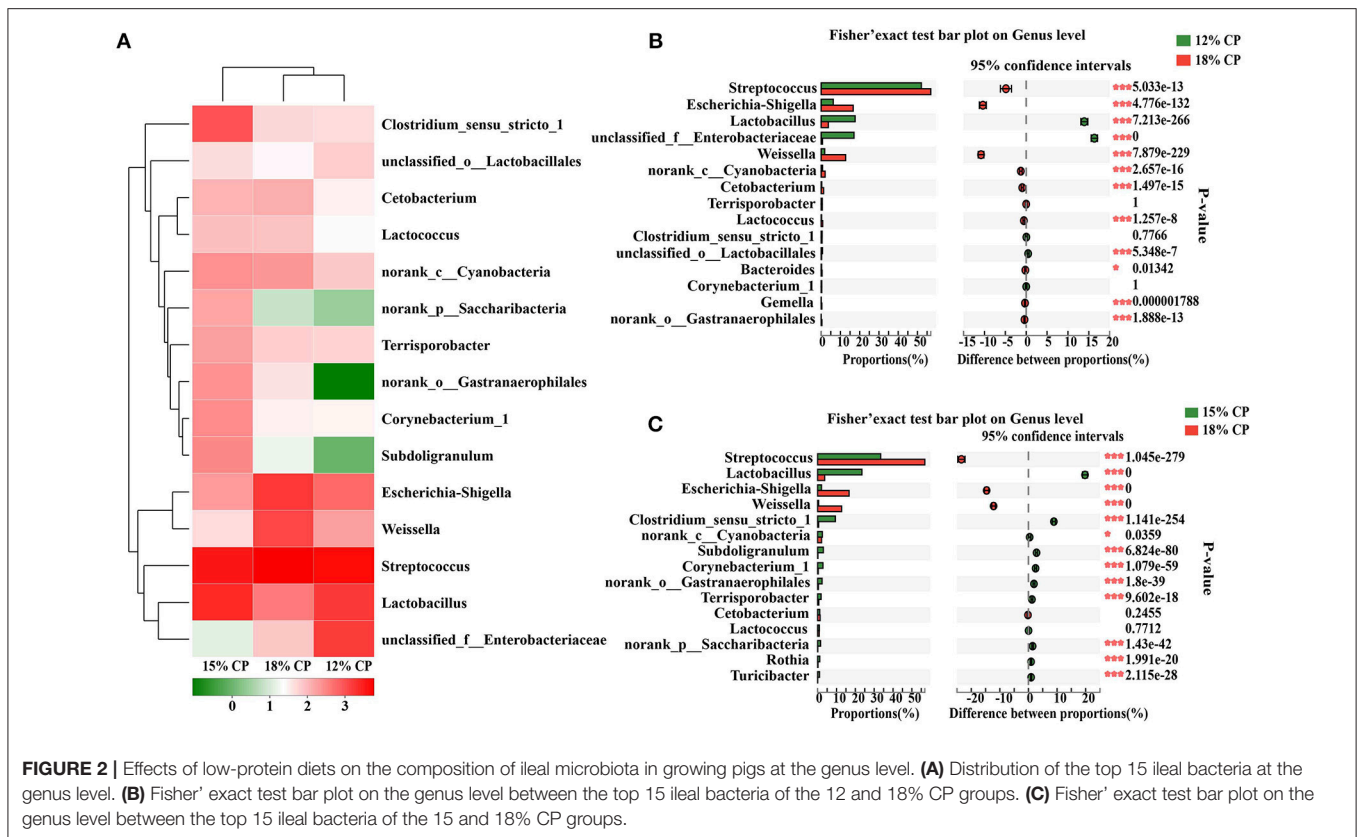 A
Clostridium_sensu_stricto_1
unclassified_o__Lactobacillales
Cetobacterium
Lactococcus
norank_c__Cyanobacteria
norank_p__Saccharibacteria
Terrisporobacter
norank_o__Gastranaerophilales
Corynebacterium_1
Subdoligranulum
Escherichia-Shigella
Weissella
Streptococcus
Lactobacillus
unclassified_f__Enterobacteriaceae
15% CP 18% CP 12% CP
0 1 2 3
B
Fisher'exact test bar plot on Genus level
12% CP
18% CP
95% confidence intervals
Streptococcus ***5.033e-13
Escherichia-Shigella ***4.776e-132
Lactobacillus ***7.213e-266
unclassified_f__Enterobacteriaceae ***0
Weissella ***7.879e-229
norank_c__Cyanobacteria ***2.657e-16
Cetobacterium ***1.497e-15
Terrisporobacter 1
Lactococcus ***1.257e-8
Clostridium_sensu_stricto_1 0.7766
unclassified_o__Lactobacillales ***5.348e-7
Bacteroides * 0.01342
Corynebacterium_1 1
Gemella ***0.000001788
norank_o__Gastranaerophilales ***1.888e-13
P-value
0 10 20 30 40 50 -15 -10 -5 0 5 10 15 20
Proportions(%) Difference between proportions(%)
C
Fisher'exact test bar plot on Genus level
15% CP
18% CP
95% confidence intervals
Streptococcus ***1.045e-279
Lactobacillus ***0
Escherichia-Shigella ***0
Weissella ***0
Clostridium_sensu_stricto_1 ***1.141e-254
norank_c__Cyanobacteria * 0.0359
Subdoligranulum ***6.824e-80
Corynebacterium_1 ***1.079e-59
norank_o__Gastranaerophilales ***1.8e-39
Terrisporobacter ***9.602e-18
Cetobacterium 0.2455
Lactococcus 0.7712
norank_p__Saccharibacteria ***1.43e-42
Rothia ***1.991e-20
Turicibacter ***2.115e-28
P-value
0 10 20 30 40 50 -20 -10 0 10 20
Proportions(%) Difference between proportions(%)
FIGURE 2 | Effects of low-protein diets on the composition of ileal microbiota in growing pigs at the genus level. (A) Distribution of the top 15 ileal bacteria at the
genus level. (B) Fisher' exact test bar plot on the genus level between the top 15 ileal bacteria of the 12 and 18% CP groups. (C) Fisher' exact test bar plot on the
genus level between the top 15 ileal bacteria of the 15 and 18% CP groups.